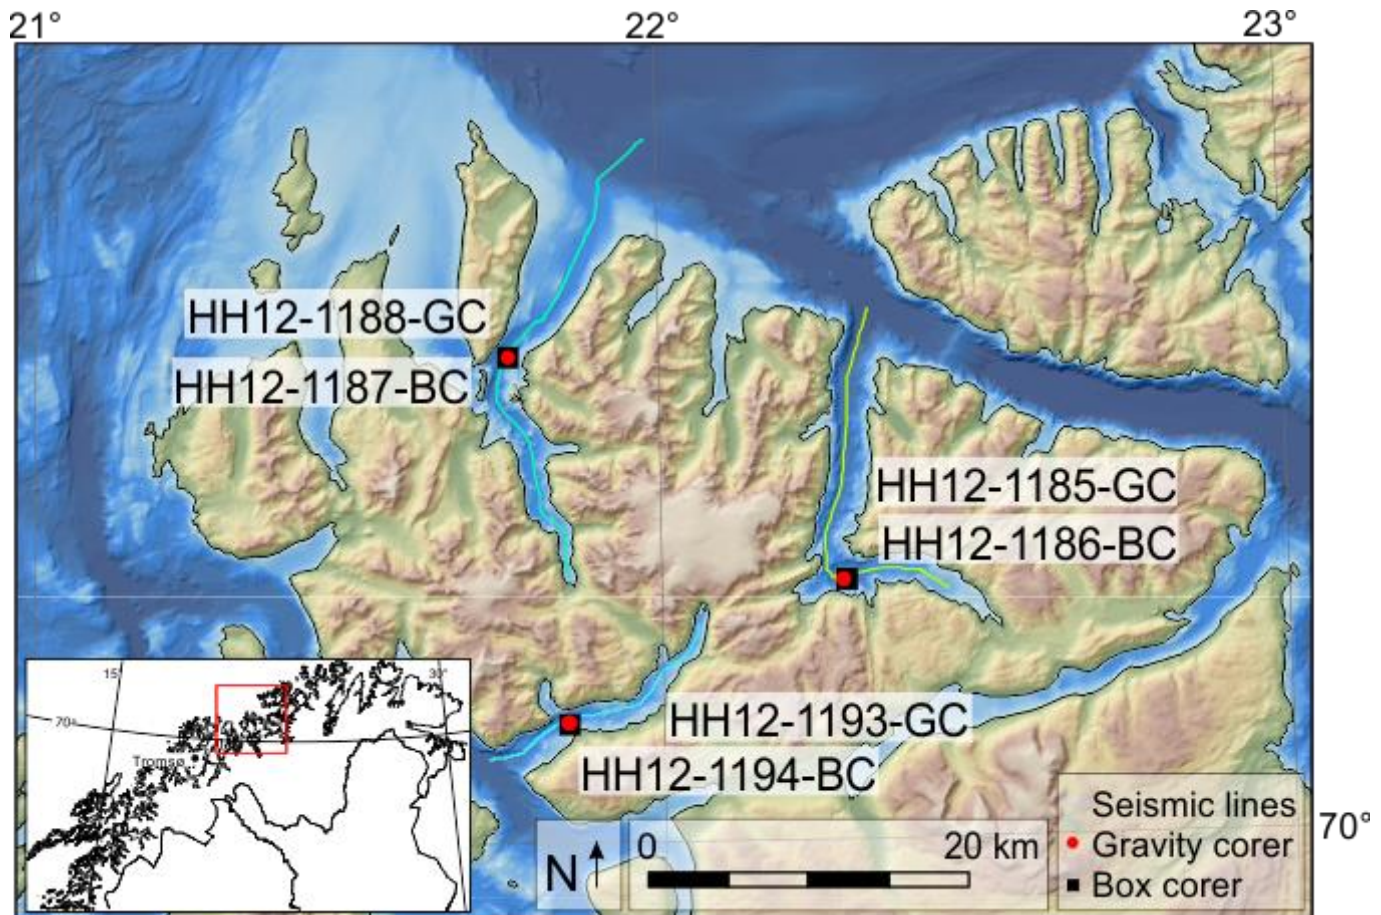 21°
22°
23°
HH12-1188-GC
HH12-1187-BC
HH12-1185-GC
HH12-1186-BC
HH12-1193-GC
HH12-1194-BC
15°
30°
70°
Tromsø
N
0 20 km
Seismic lines
Gravity corer
Box corer
70°